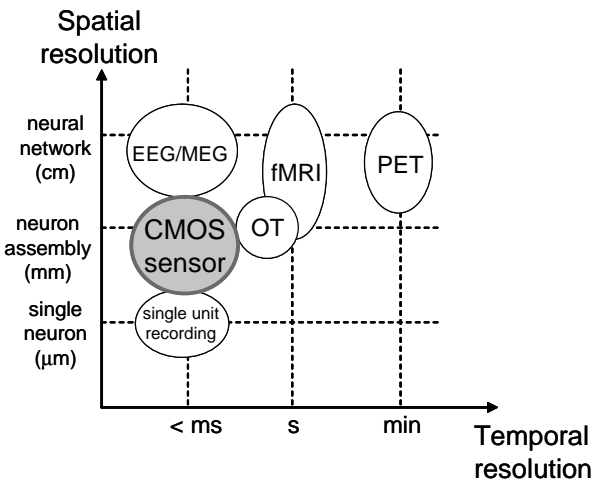 Spatial
resolution
neural
network
(cm)
EEG/MEG
fMRI
PET
neuron
assembly
(mm)
CMOS
sensor
OT
single
neuron
(μm)
single unit
recording
< ms
s
min
Temporal
resolution